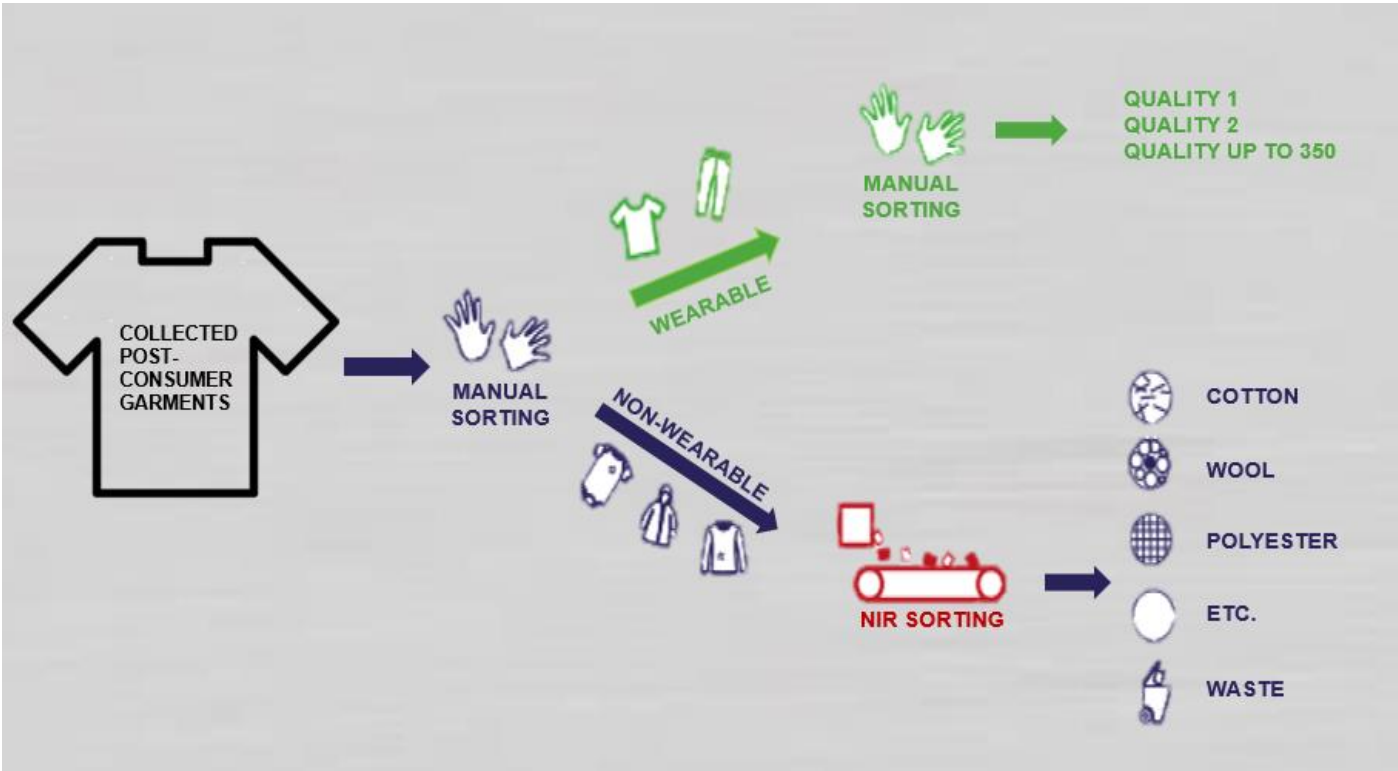 COLLECTED
POST-
CONSUMER
GARMENTS
MANUAL
SORTING
WEARABLE
MANUAL
SORTING
QUALITY 1
QUALITY 2
QUALITY UP TO 350
NON-WEARABLE
NIR SORTING
COTTON
WOOL
POLYESTER
ETC.
WASTE